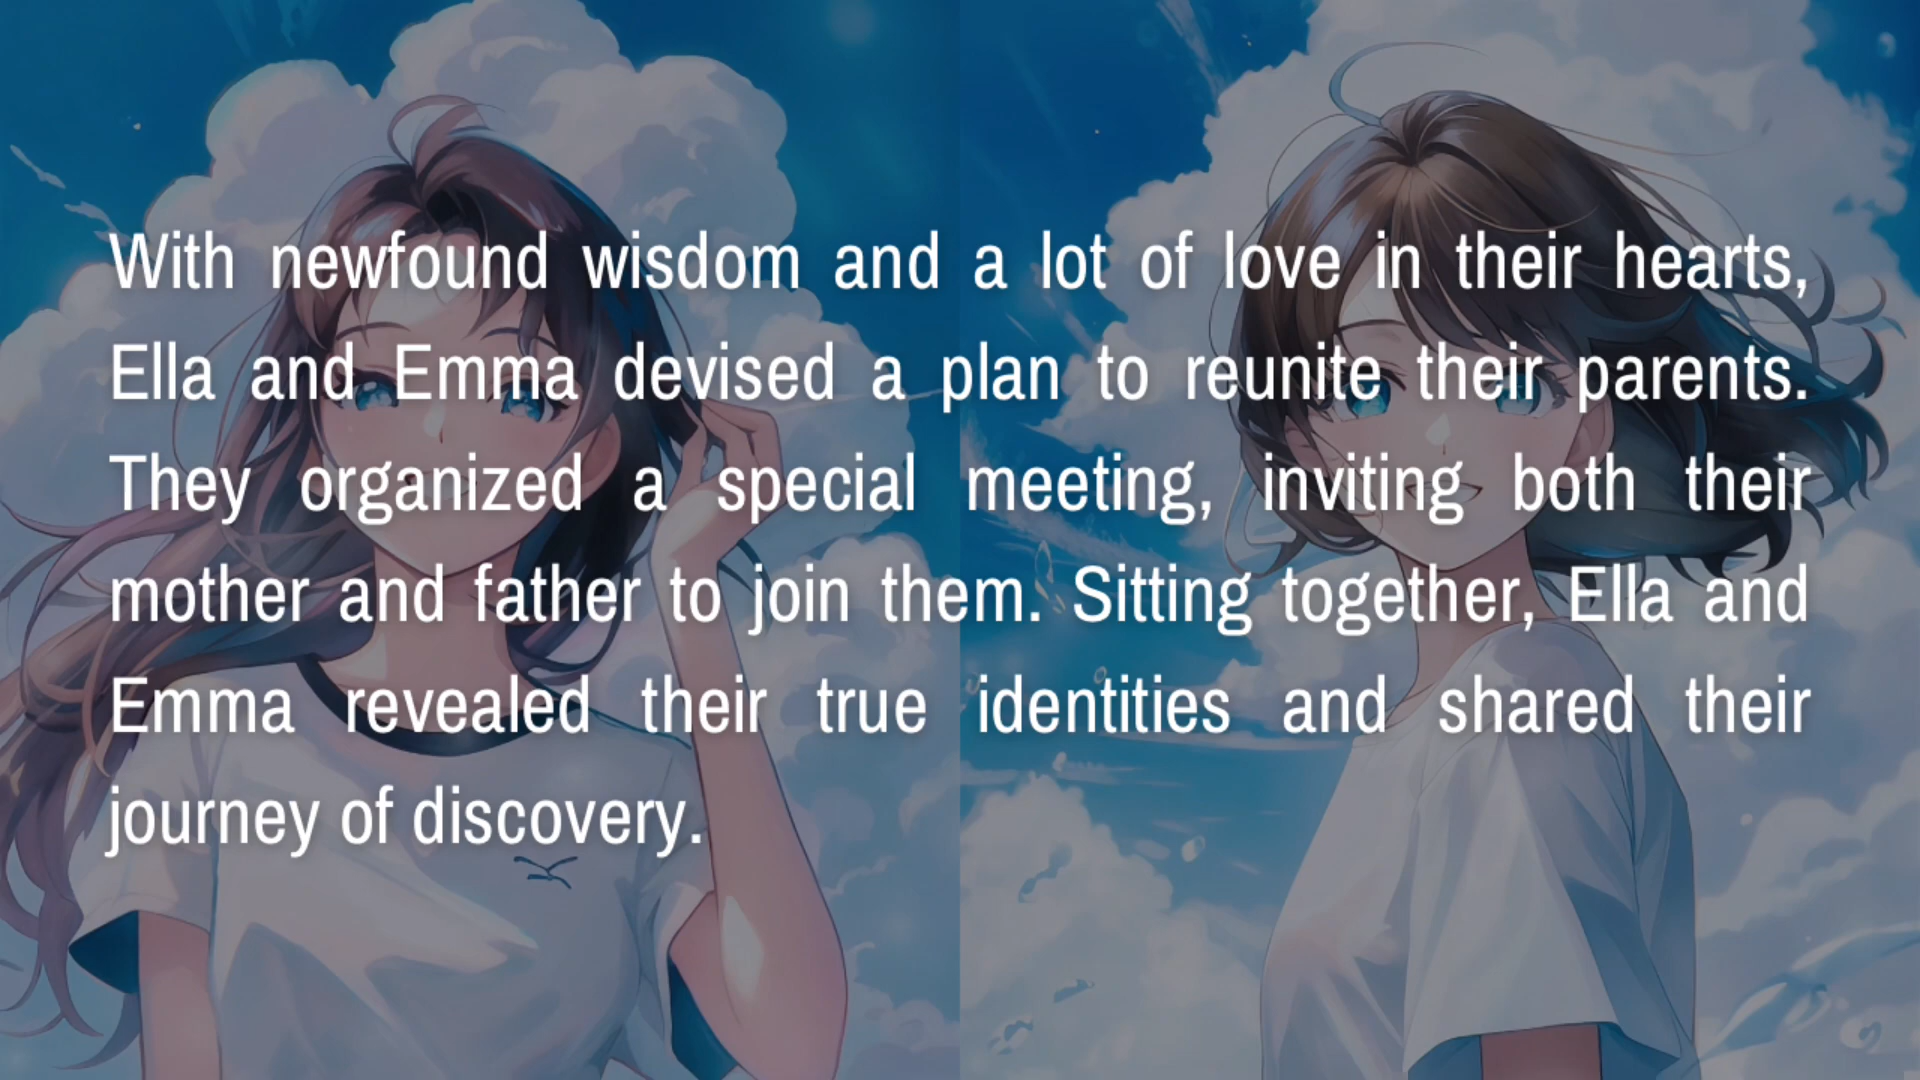 With newfound wisdom and a lot of love in their hearts,
Ella and Emma devised a plan to reunite their parents.
They organized a special meeting, inviting both their
mother and father to join them. Sitting together, Ella and
Emma revealed their true identities and shared their
journey of discovery.